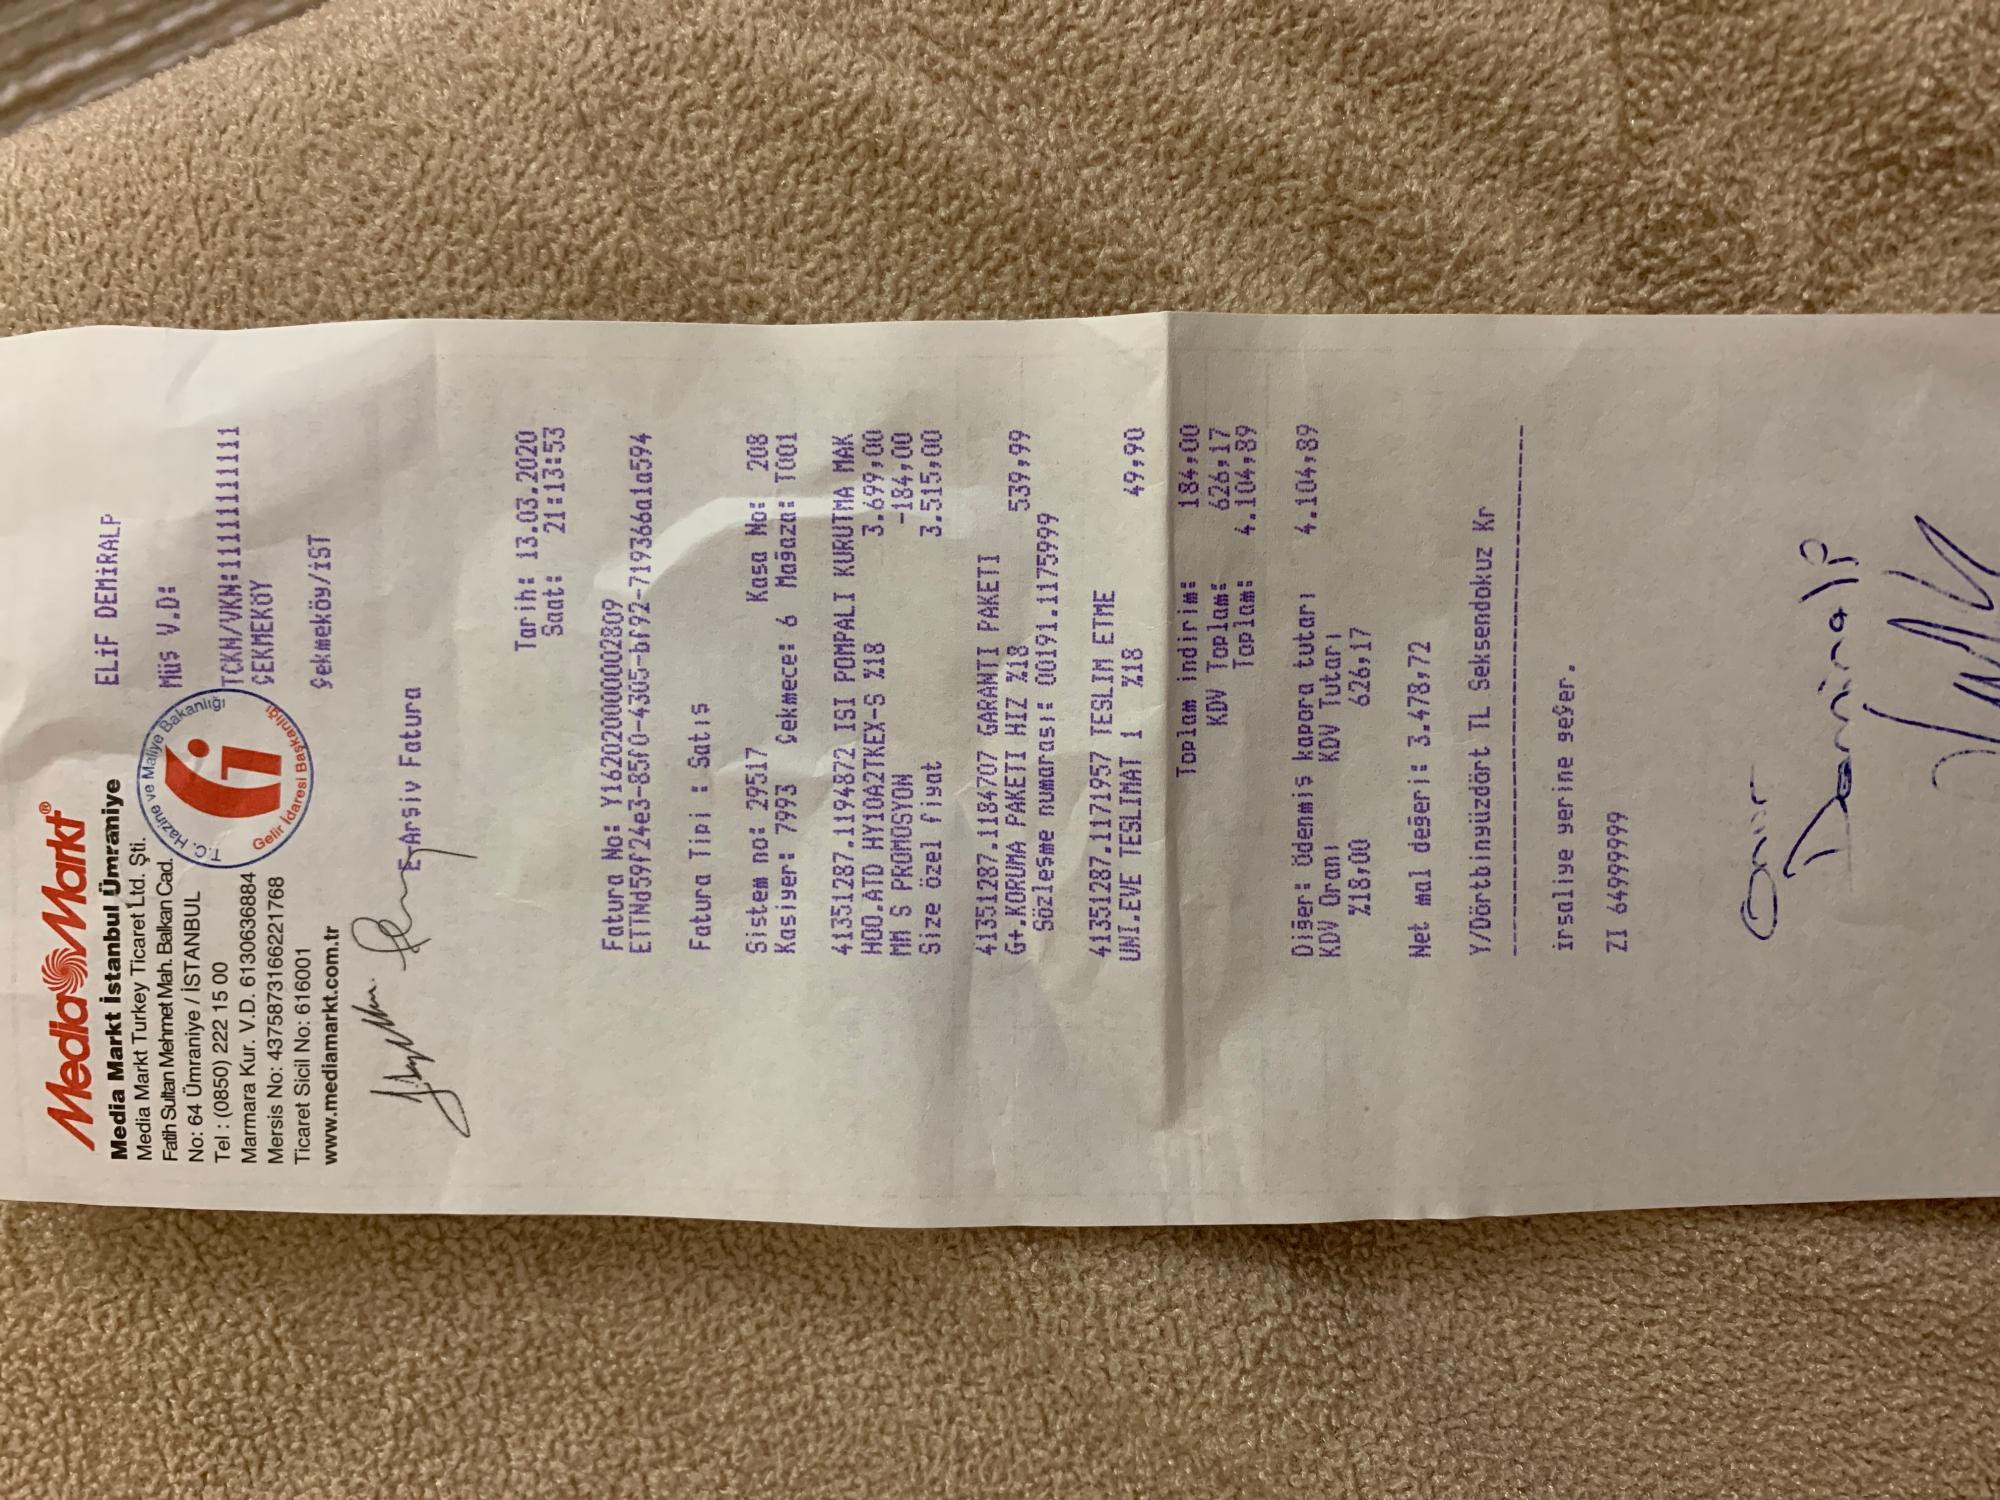 MediaMarkt®
Media Markt İstanbul Ümraniye
Media Markt Turkey Ticaret Ltd. Şti.
Fatih Sultan Mehmet Mah. Balkan Cad.
No: 64 Ümraniye / İSTANBUL
Tel : (0850) 222 15 00
Marmara Kur. V.D. 6130636884
Mersis No: 4375873166221768
Ticaret Sicil No: 616001
www.mediamarkt.com.tr
T.C. Hazine ve Maliye Bakanlığı
Gelir İdaresi Başkanlığı
ELİF DEMİRALP
Müş V.D:
TCKN/VKN:11111111111
ÇEKMEKÖY
Çekmeköy/İST
E-Arşiv Fatura
Tarih: 13.03.2020
Saat: 21:13:53
Fatura No: Y162020000002809
ETTNd59f24e3-85f0-4305-bf92-719366a1a594
Fatura Tipi : Satış
Sistem no: 29517 Kasa No: 208
Kasiyer: 7993 Çekmece: 6 Mağaza: T001
41351287.1194872 ISI POMPALI KURUTMA MAK
HOO.ATD HY10A2TKEX-S %18 3.699,00
MM S PROMOSYON -184,00
Size özel fiyat 3.515,00
41351287.1184707 GARANTİ PAKETİ
G+.KORUMA PAKETİ HIZ %18 539,99
Sözleşme numarası: 00191.1175999
41351287.1171957 TESLİM ETME
UNI.EVE TESLİMAT 1 %18 49,90
Toplam indirim: 184,00
KDV Toplam: 626,17
Toplam: 4.104,89
Diğer: Ödenmiş kapora tutarı 4.104,89
KDV Oranı KDV Tutarı
%18,00 626,17
Net mal değeri: 3.478,72
Y/Dörtbinyüzdört TL Seksendokuz Kr
İrsaliye yerine geçer.
ZI 64999999
Onur
Demiralp